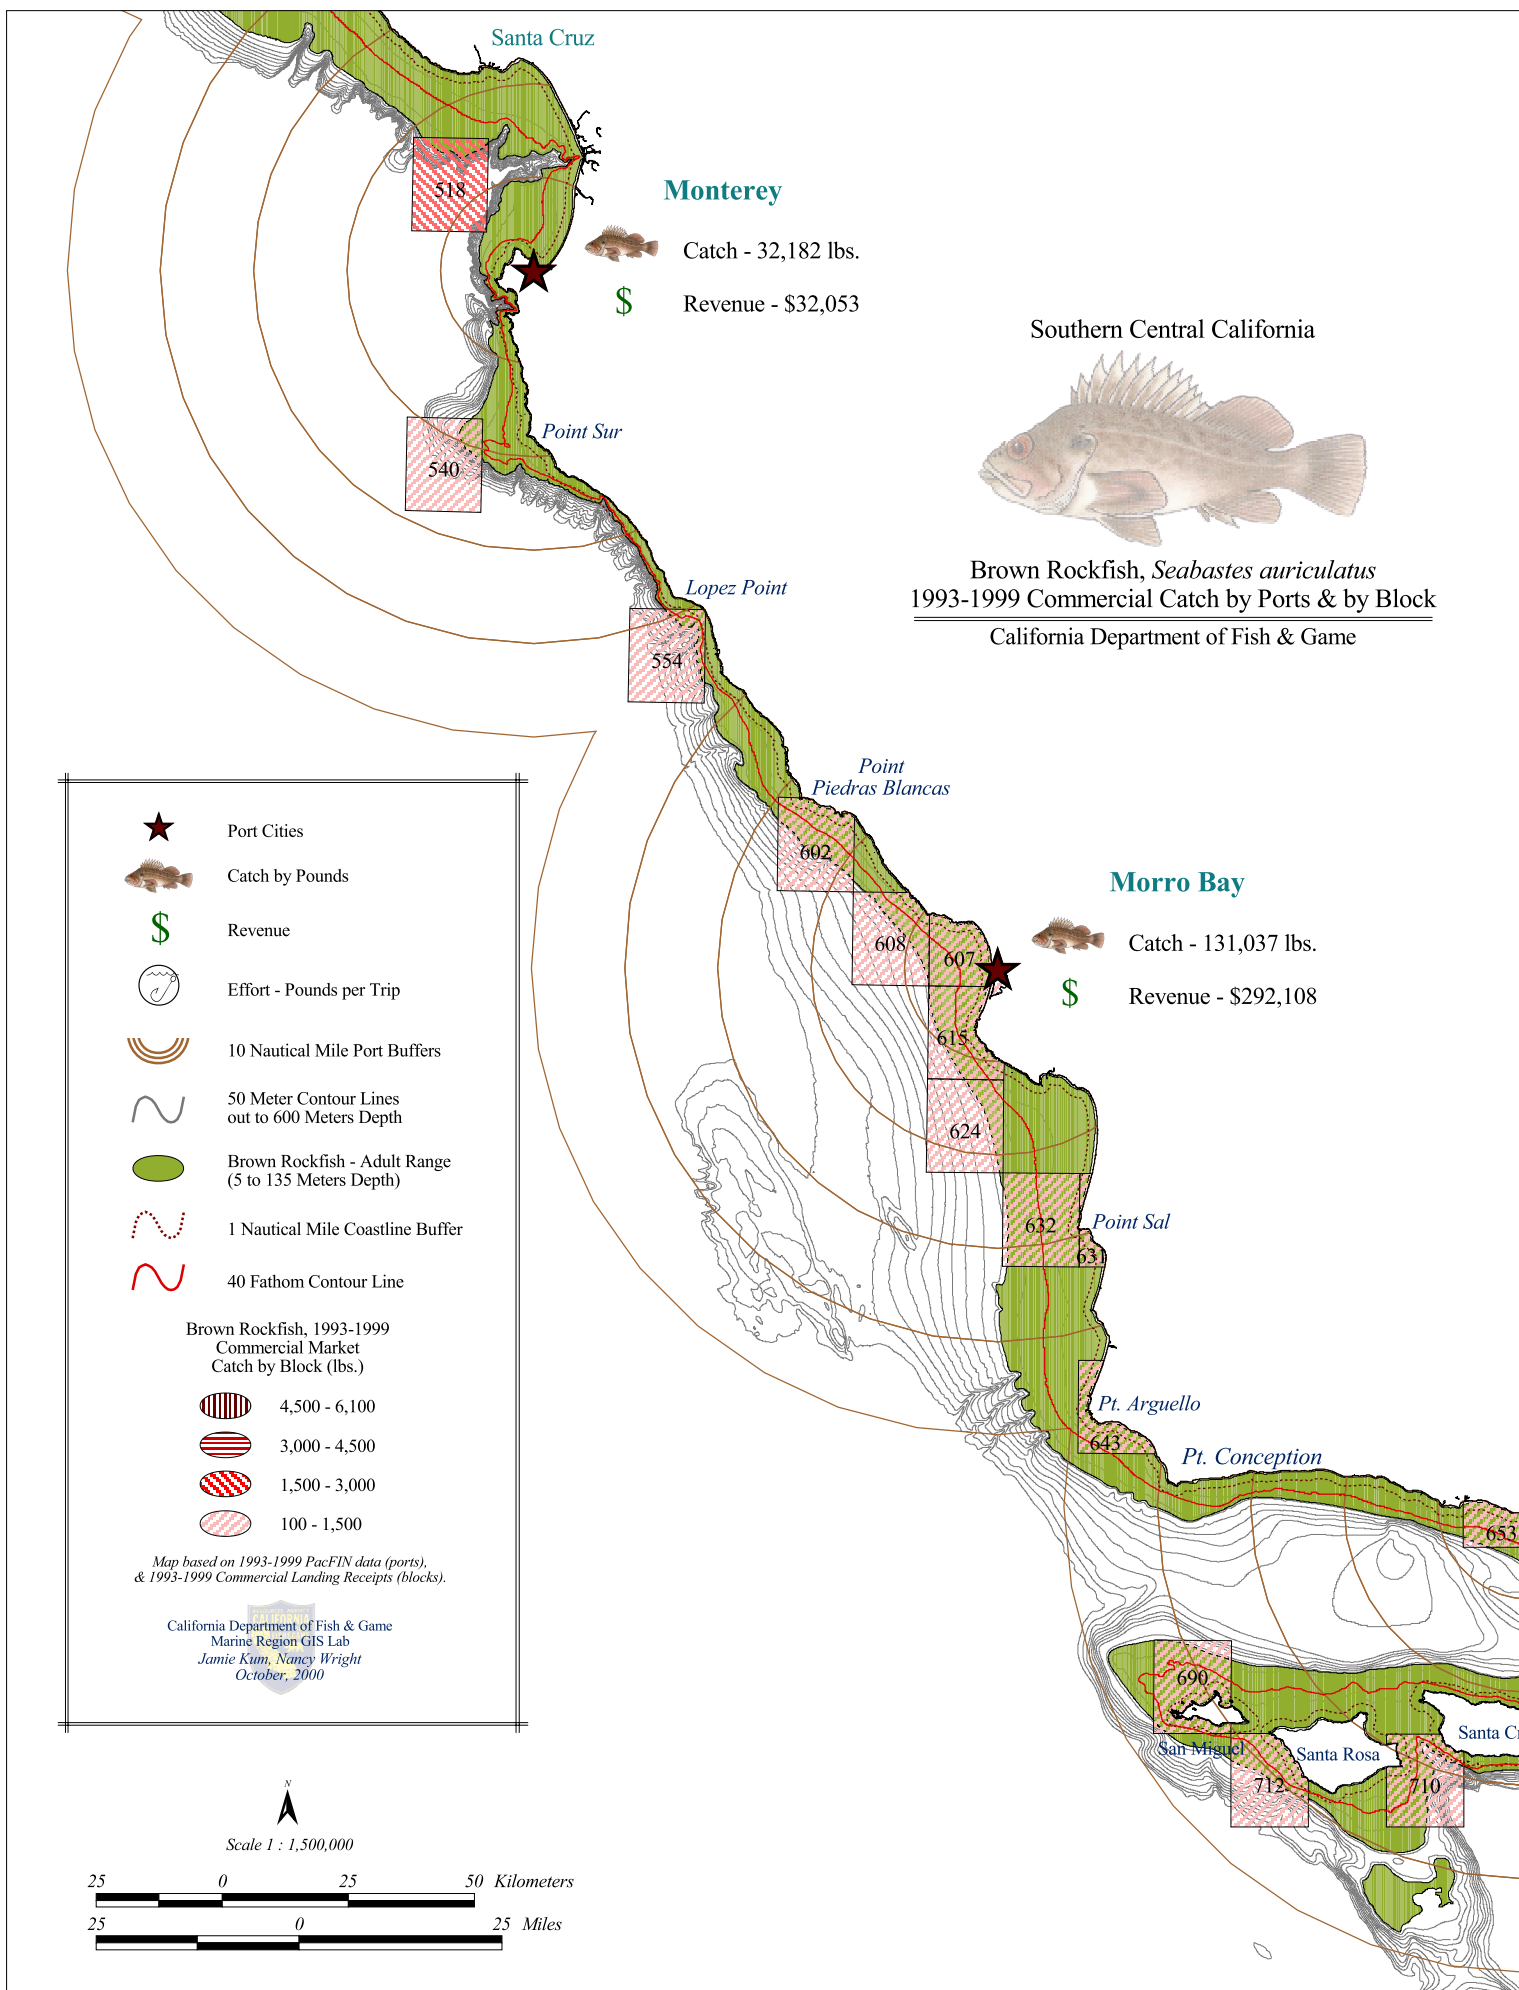 Santa Cruz
518
Monterey
Catch - 32,182 lbs.
Revenue - $32,053
$
Southern Central California
Point Sur
540
Brown Rockfish, Seabastes auriculatus
1993-1999 Commercial Catch by Ports & by Block
California Department of Fish & Game
Lopez Point
554
Point
Piedras Blancas
602
Morro Bay
Catch - 131,037 lbs.
Revenue - $292,108
$
608
607
615
624
632
Point Sal
631
Pt. Arguello
643
Pt. Conception
653
690
San Miguel
Santa Rosa
Santa Cr
712
710
Port Cities
Catch by Pounds
$
Revenue
Effort - Pounds per Trip
10 Nautical Mile Port Buffers
50 Meter Contour Lines
out to 600 Meters Depth
Brown Rockfish - Adult Range
(5 to 135 Meters Depth)
1 Nautical Mile Coastline Buffer
40 Fathom Contour Line
Brown Rockfish, 1993-1999
Commercial Market
Catch by Block (lbs.)
4,500 - 6,100
3,000 - 4,500
1,500 - 3,000
100 - 1,500
Map based on 1993-1999 PacFIN data (ports),
& 1993-1999 Commercial Landing Receipts (blocks).
CALIFORNIA
California Department of Fish & Game
Marine Region GIS Lab
Jamie Kum, Nancy Wright
October, 2000
N
Scale 1 : 1,500,000
25 0 25 50 Kilometers
25 0 25 Miles